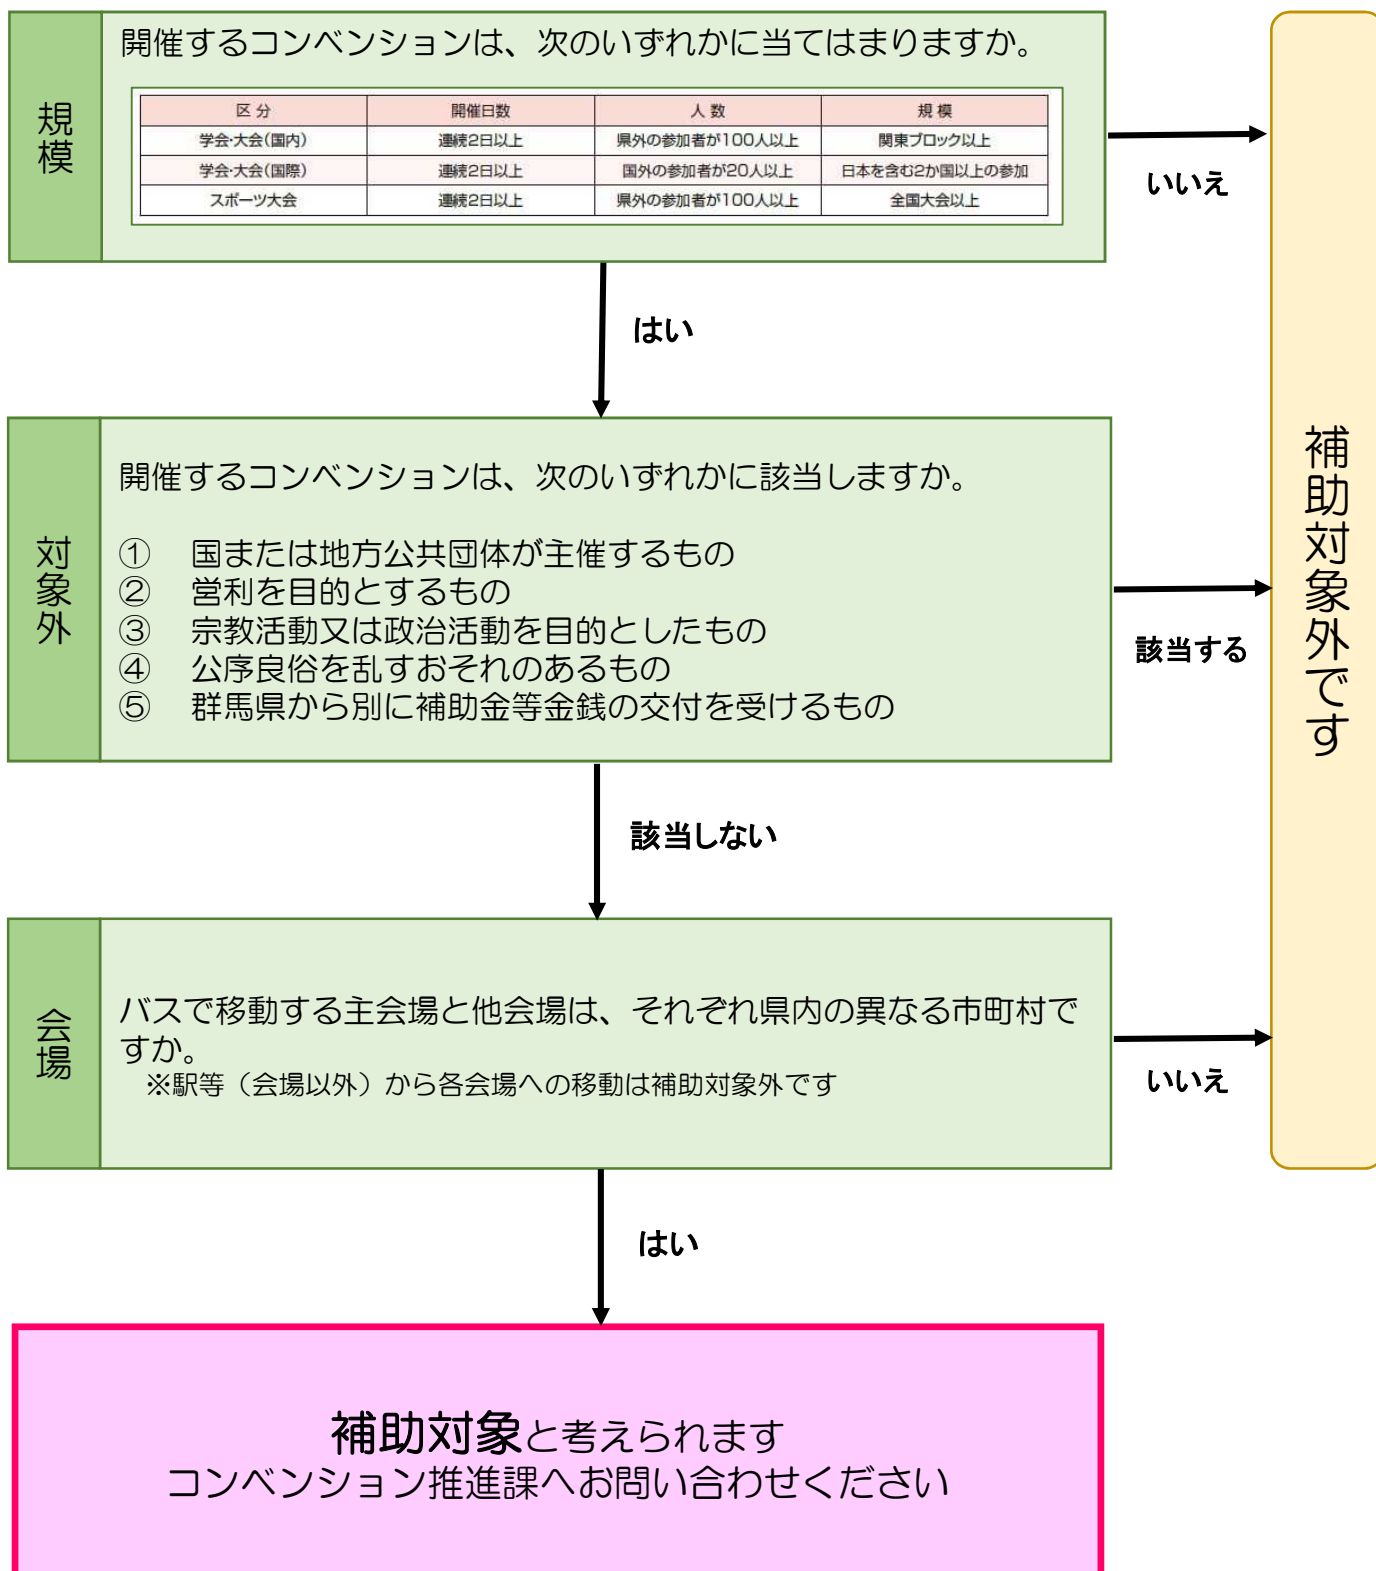 規模
開催するコンベンションは、次のいずれかに当てはまりますか。
区 分 開催日数 人 数 規 模
学会・大会（国内） 連続2日以上 県外の参加者が100人以上 関東ブロック以上
学会・大会（国際） 連続2日以上 国外の参加者が20人以上 日本を含む2か国以上の参加
スポーツ大会 連続2日以上 県外の参加者が100人以上 全国大会以上
いいえ
はい
対象外
開催するコンベンションは、次のいずれかに該当しますか。
① 国または地方公共団体が主催するもの
② 営利を目的とするもの
③ 宗教活動又は政治活動を目的としたもの
④ 公序良俗を乱すおそれのあるもの
⑤ 群馬県から別に補助金等金銭の交付を受けるもの
該当する
該当しない
会場
バスで移動する主会場と他会場は、それぞれ県内の異なる市町村で
すか。
※駅等（会場以外）から各会場への移動は補助対象外です
いいえ
はい
補助対象外です
補助対象と考えられます
コンベンション推進課へお問い合わせください